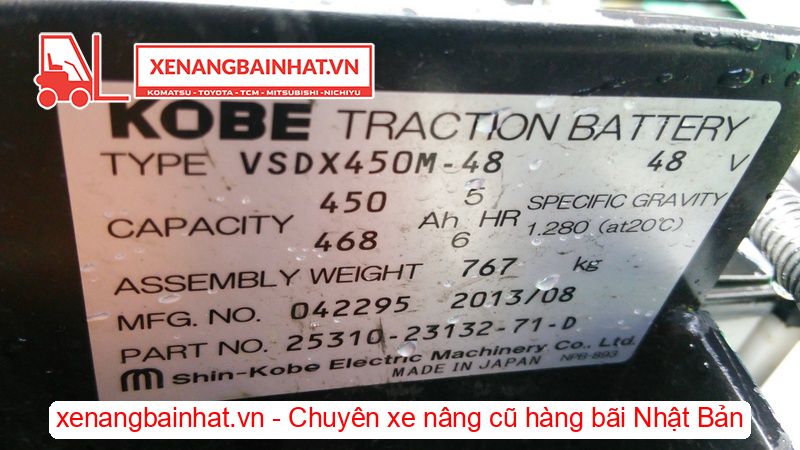 XENANGBAINHAT.VN
KOMATSU - TOYOTA - TCM - MITSUBISHI - NICHIYU
KOBE TRACTION BATTERY
TYPE VSDX450M-48 48 V
CAPACITY 450 5 Ah HR SPECIFIC GRAVITY
468 6 1.280 (at20℃)
ASSEMBLY WEIGHT 767 kg
MFG. NO. 042295 2013/08
PART NO. 25310-23132-71-D
Shin-Kobe Electric Machinery Co., Ltd.
MADE IN JAPAN NPB-893
xenangbainhat.vn - Chuyên xe nâng cũ hàng bãi Nhật Bản